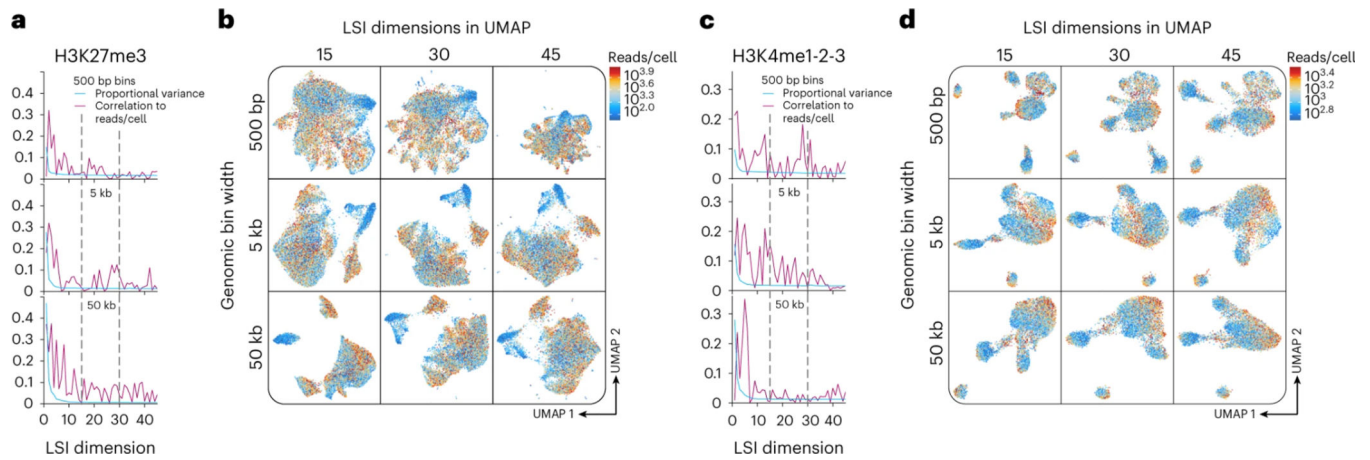 a
H3K27me3
500 bp bins
Proportional variance
Correlation to
reads/cell
0.4
0.3
0.2
0.1
0
5 kb
0.4
0.3
0.2
0.1
0
50 kb
0.4
0.3
0.2
0.1
0
0 10 20 30 40
LSI dimension
b
LSI dimensions in UMAP
15 30 45
Reads/cell
10^3.9
10^3.6
10^3.3
10^2.0
Genomic bin width
500 bp
5 kb
50 kb
UMAP 1
UMAP 2
c
H3K4me1-2-3
500 bp bins
Proportional variance
Correlation to
reads/cell
0.3
0.2
0.1
0
5 kb
0.3
0.2
0.1
0
50 kb
0.3
0.2
0.1
0
0 10 20 30 40
LSI dimension
d
LSI dimensions in UMAP
15 30 45
Reads/cell
10^3.4
10^3.2
10^3
10^2.8
Genomic bin width
500 bp
5 kb
50 kb
UMAP 1
UMAP 2